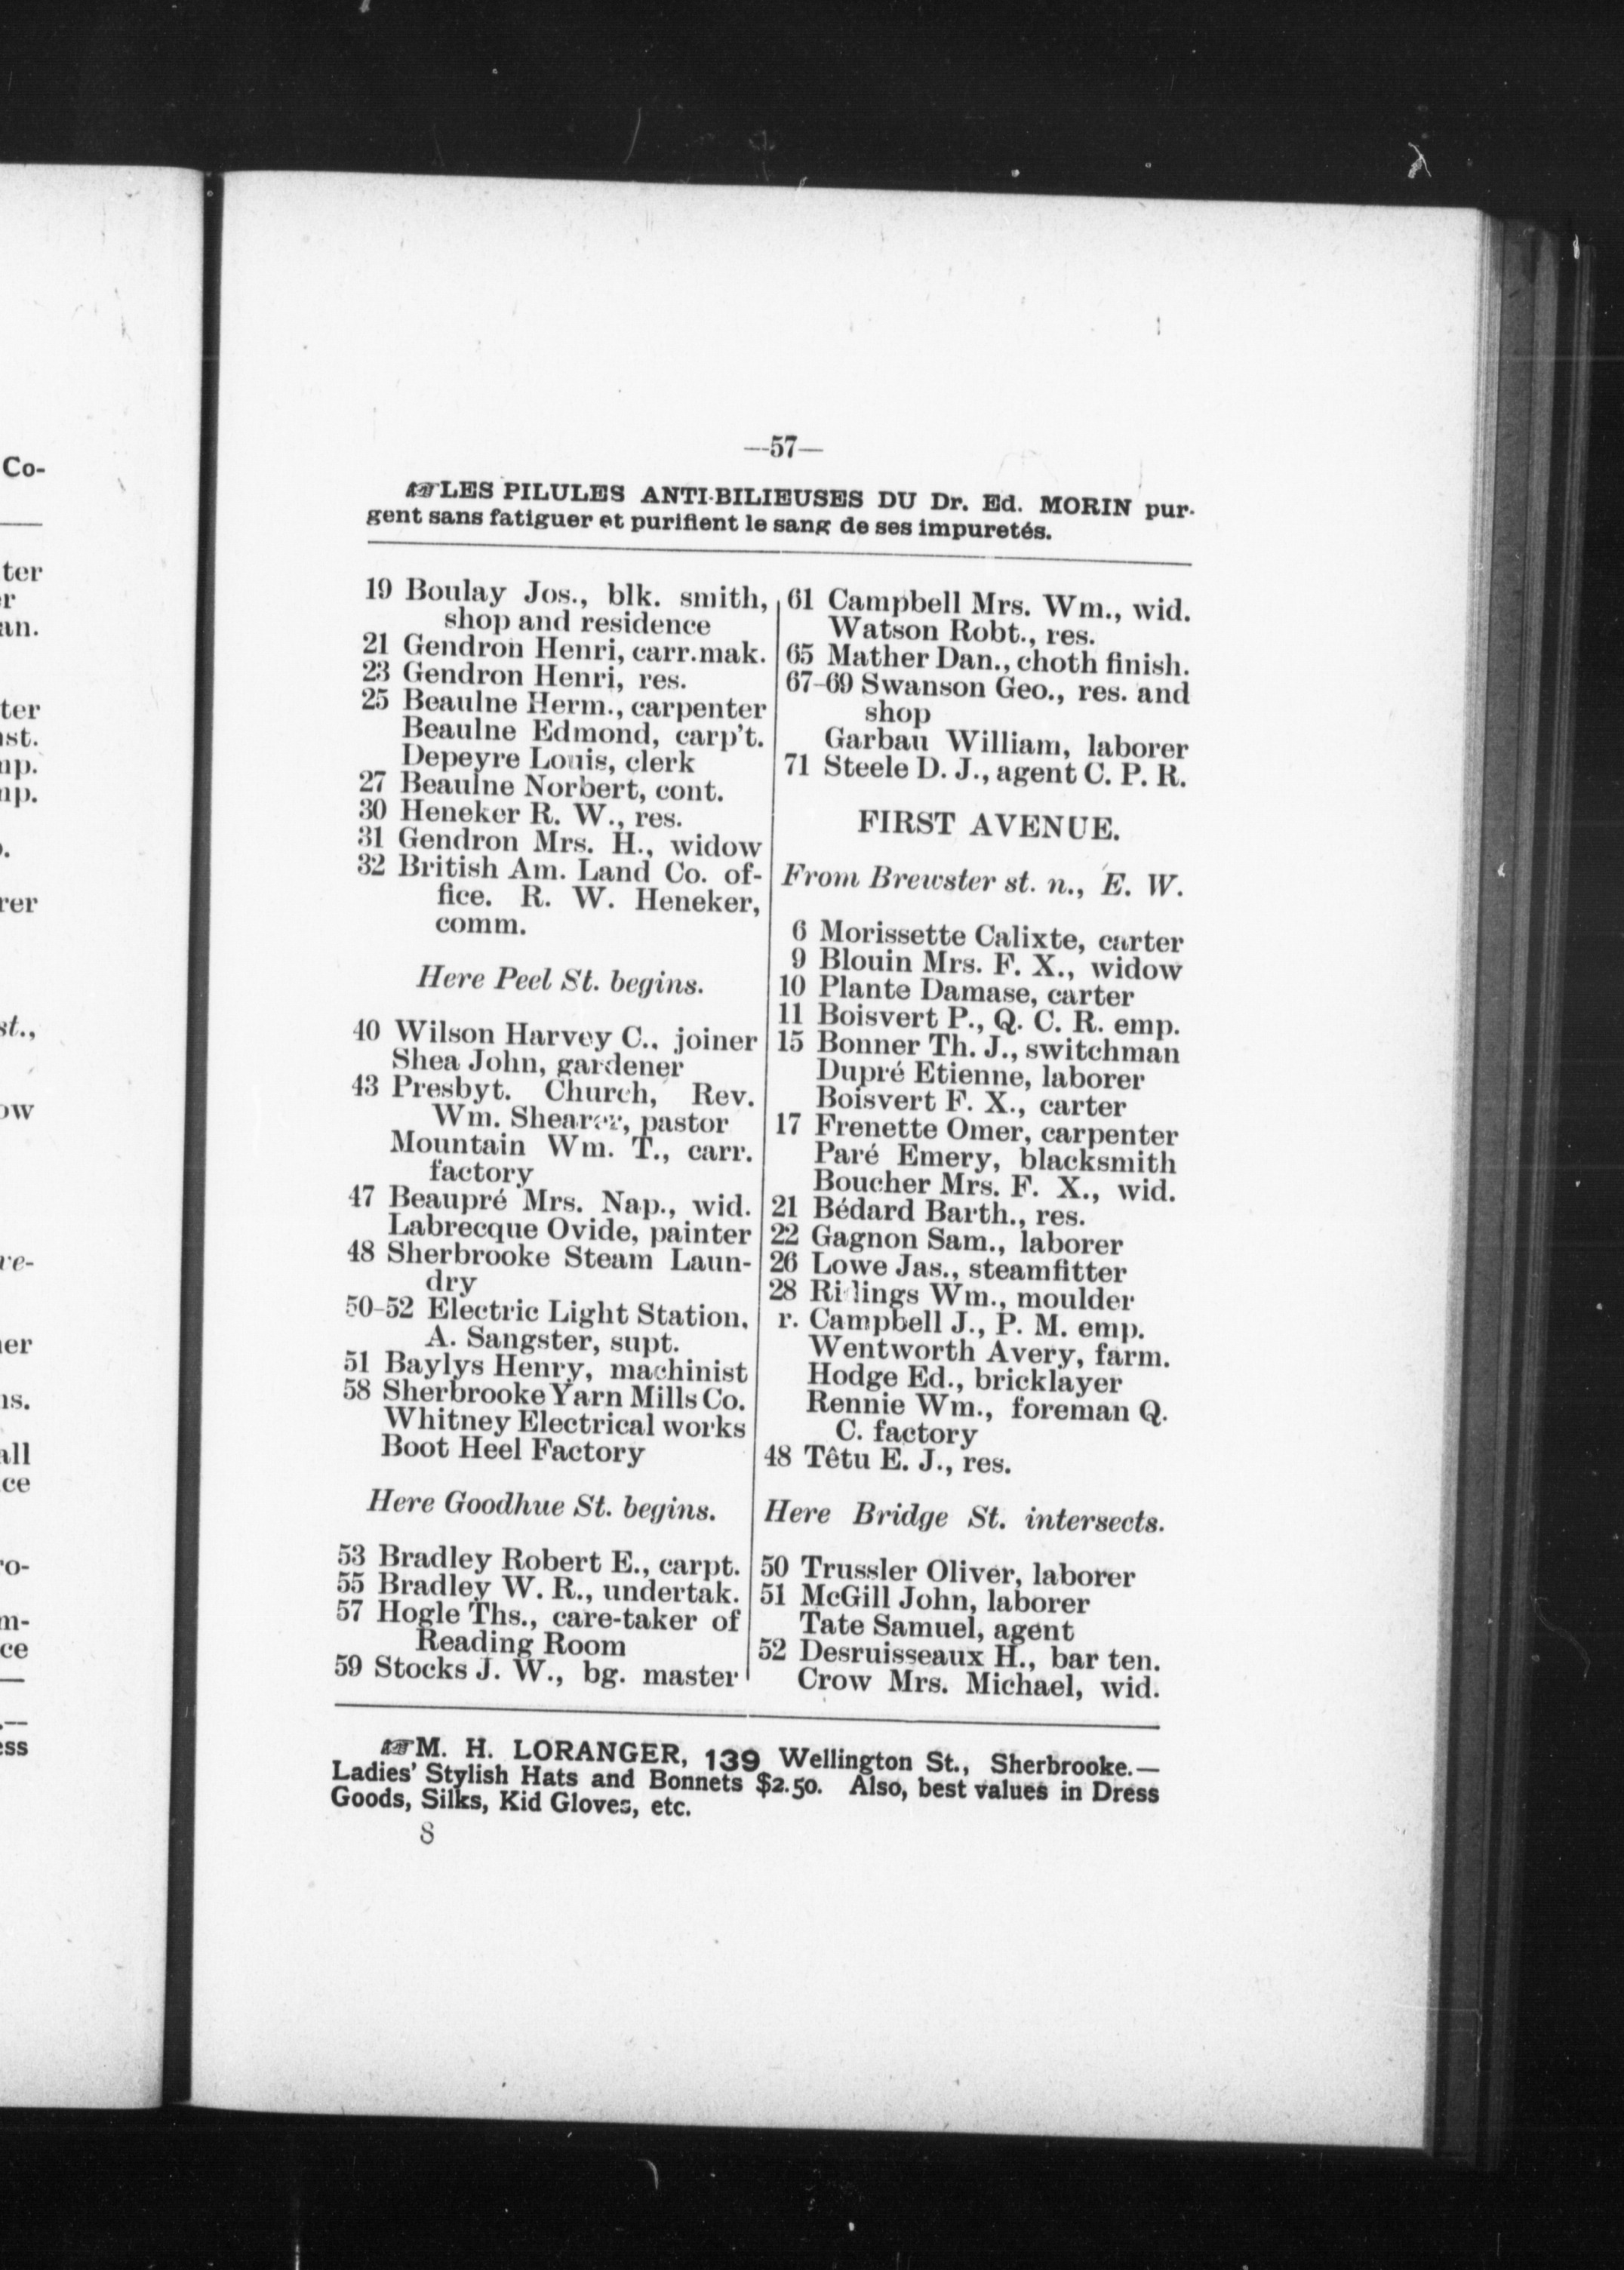 —57—
LES PILULES ANTI-BILIEUSES DU Dr. Ed. MORIN pur-
gent sans fatiguer et purifient le sang de ses impuretés.
19 Boulay Jos., blk. smith,
shop and residence
21 Gendron Henri, carr.mak.
23 Gendron Henri, res.
25 Beaulne Herm., carpenter
Beaulne Edmond, carp't.
Depeyre Louis, clerk
27 Beaulne Norbert, cont.
30 Heneker R. W., res.
31 Gendron Mrs. H., widow
32 British Am. Land Co. of-
fice. R. W. Heneker,
comm.
Here Peel St. begins.
40 Wilson Harvey C., joiner
Shea John, gardener
43 Presbyt. Church, Rev.
Wm. Shearer, pastor
Mountain Wm. T., carr.
factory
47 Beaupré Mrs. Nap., wid.
Labrecque Ovide, painter
48 Sherbrooke Steam Laun-
dry
50-52 Electric Light Station,
A. Sangster, supt.
51 Baylys Henry, machinist
58 Sherbrooke Yarn Mills Co.
Whitney Electrical works
Boot Heel Factory
Here Goodhue St. begins.
53 Bradley Robert E., carpt.
55 Bradley W. R., undertak.
57 Hogle Ths., care-taker of
Reading Room
59 Stocks J. W., bg. master
61 Campbell Mrs. Wm., wid.
Watson Robt., res.
65 Mather Dan., choth finish.
67-69 Swanson Geo., res. and
shop
Garbau William, laborer
71 Steele D. J., agent C. P. R.
FIRST AVENUE.
From Brewster st. n., E. W.
6 Morissette Calixte, carter
9 Blouin Mrs. F. X., widow
10 Plante Damase, carter
11 Boisvert P., Q. C. R. emp.
15 Bonner Th. J., switchman
Dupré Etienne, laborer
Boisvert F. X., carter
17 Frenette Omer, carpenter
Paré Emery, blacksmith
Boucher Mrs. F. X., wid.
21 Bédard Barth., res.
22 Gagnon Sam., laborer
26 Lowe Jas., steamfitter
28 Ridings Wm., moulder
r. Campbell J., P. M. emp.
Wentworth Avery, farm.
Hodge Ed., bricklayer
Rennie Wm., foreman Q.
C. factory
48 Têtu E. J., res.
Here Bridge St. intersects.
50 Trussler Oliver, laborer
51 McGill John, laborer
Tate Samuel, agent
52 Desruisseaux H., bar ten.
Crow Mrs. Michael, wid.
M. H. LORANGER, 139 Wellington St., Sherbrooke.—
Ladies' Stylish Hats and Bonnets $2.50. Also, best values in Dress
Goods, Silks, Kid Gloves, etc.
8